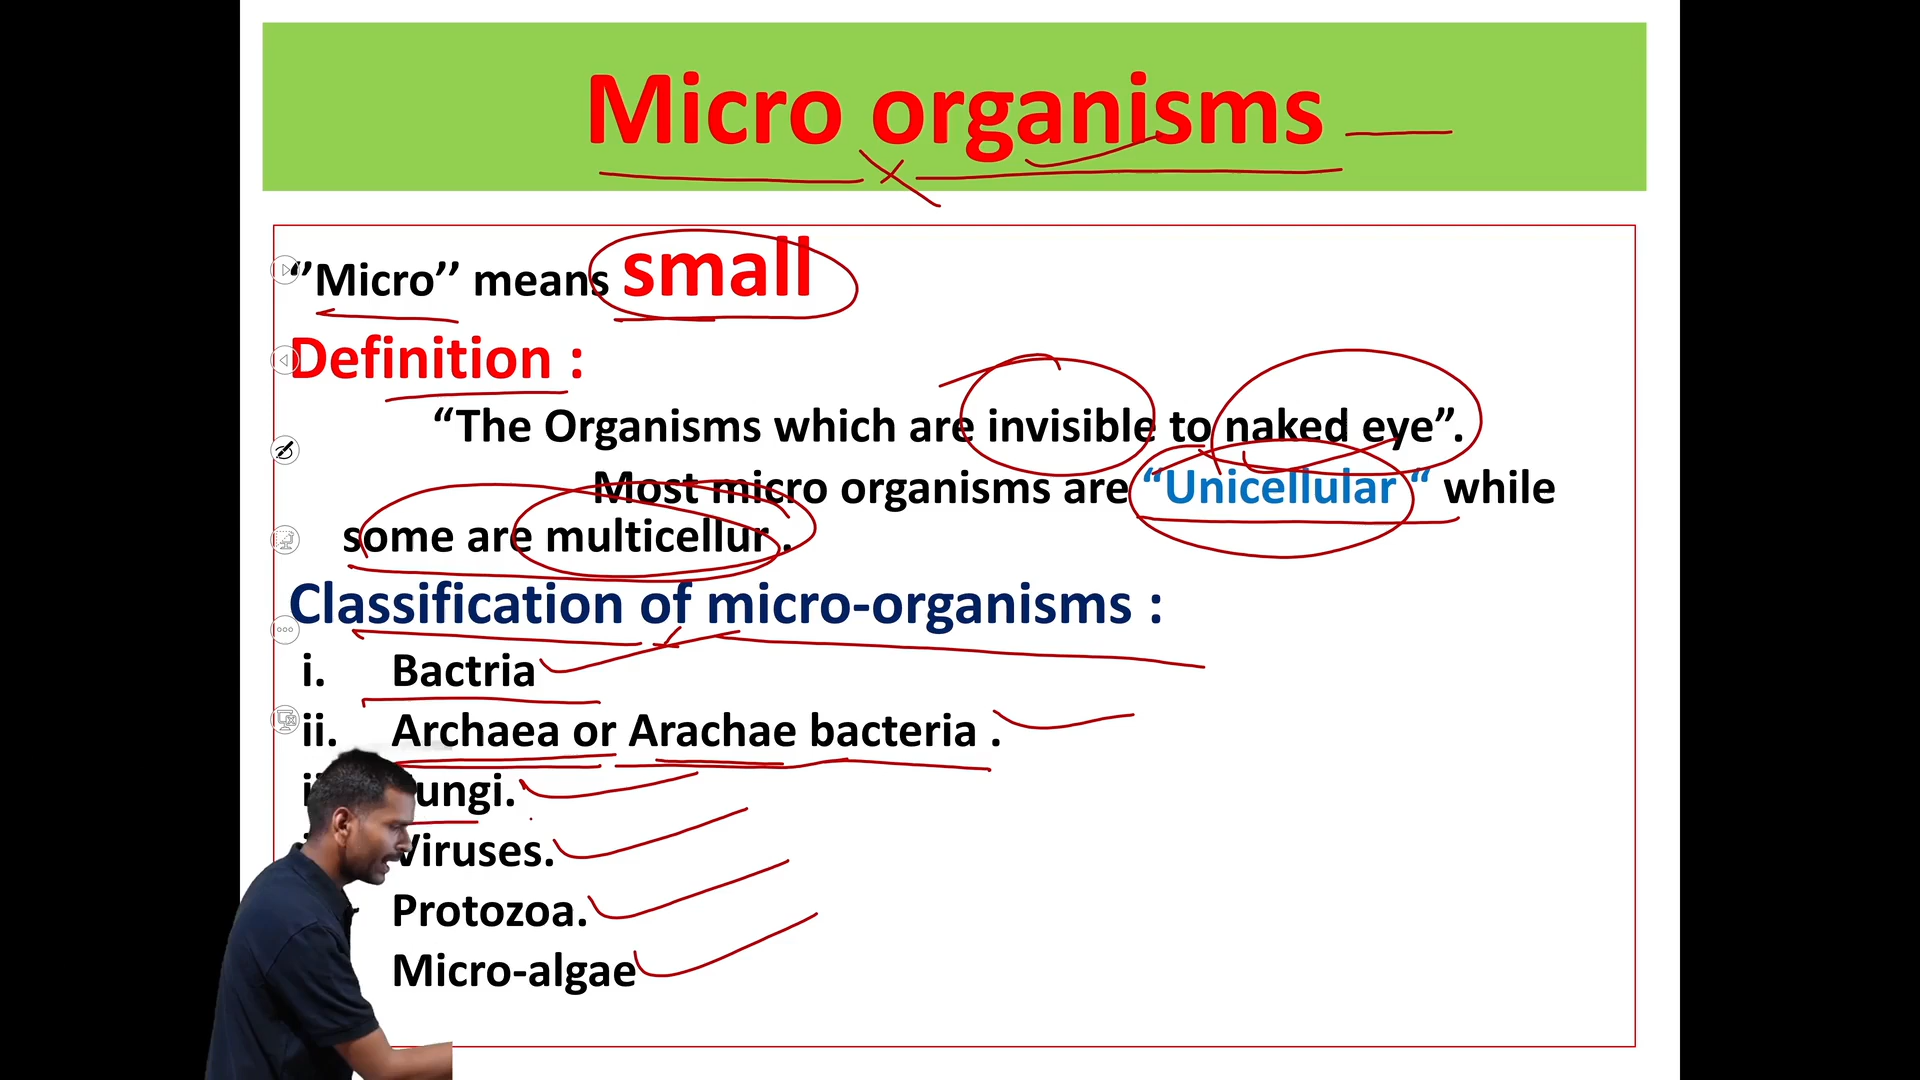 Micro organisms
‘’Micro’’ means small
Definition :
“The Organisms which are invisible to naked eye”.
Most micro organisms are “Unicellular “ while
some are multicellur .
Classification of micro-organisms :
i. Bactria
ii. Archaea or Arachae bacteria .
ungi.
Viruses.
Protozoa.
Micro-algae